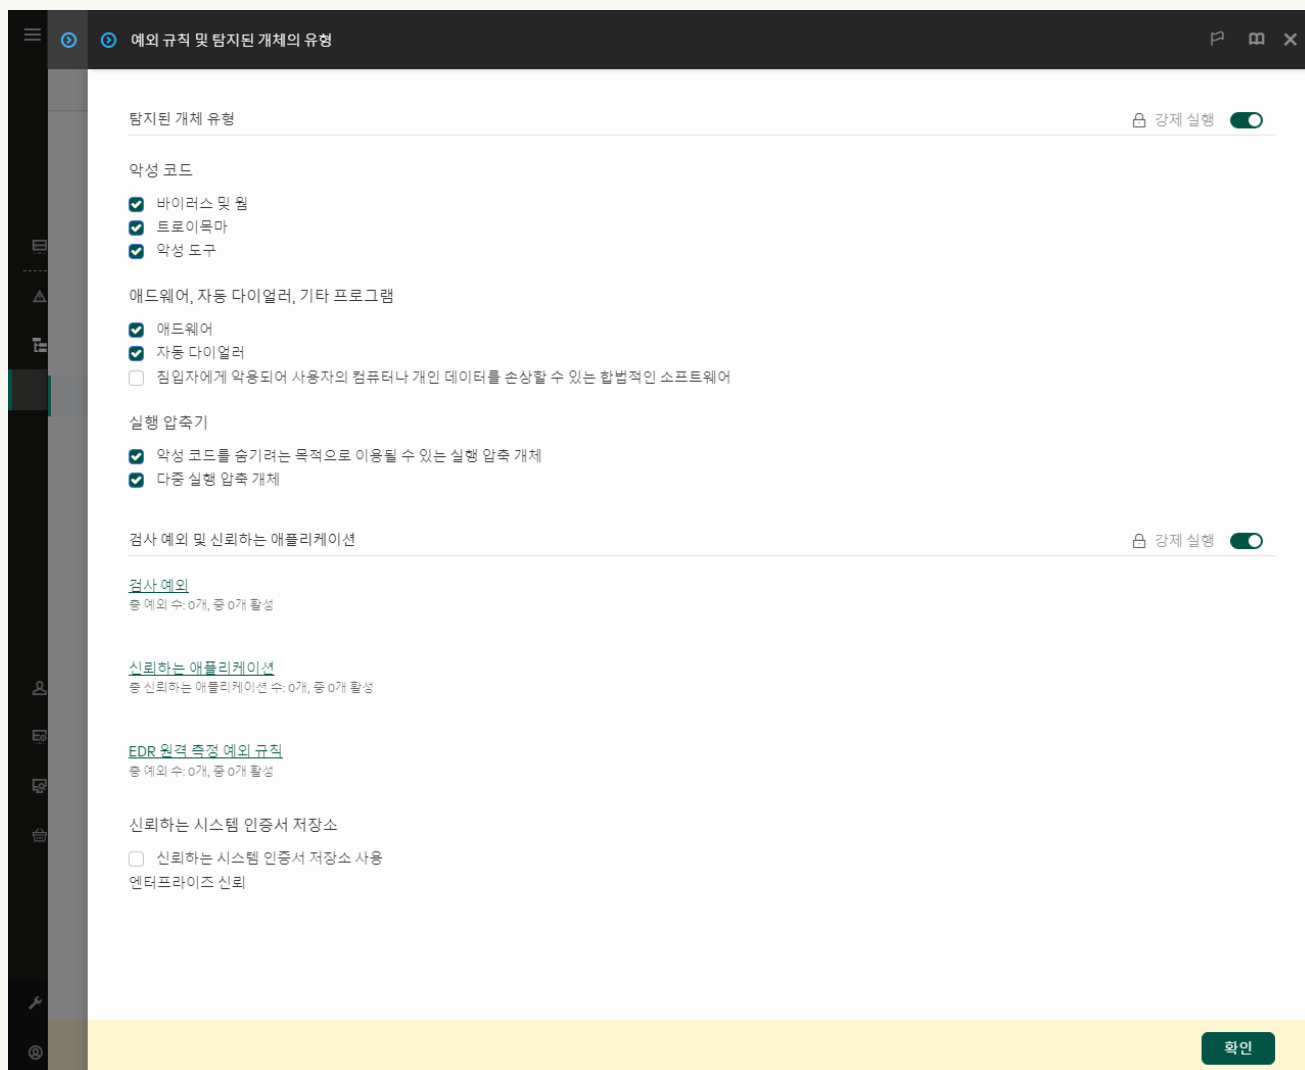 예외 규칙 및 탐지된 개체의 유형
탐지된 개체 유형
강제 실행
악성 코드
바이러스 및 웜
트로이목마
악성 도구
애드웨어, 자동 다이얼러, 기타 프로그램
애드웨어
자동 다이얼러
침입자에게 악용되어 사용자의 컴퓨터나 개인 데이터를 손상할 수 있는 합법적인 소프트웨어
실행 압축기
악성 코드를 숨기려는 목적으로 이용될 수 있는 실행 압축 개체
다중 실행 압축 개체
검사 예외 및 신뢰하는 애플리케이션
강제 실행
검사 예외
총 예외 수: 0개, 중 0개 활성
신뢰하는 애플리케이션
총 신뢰하는 애플리케이션 수: 0개, 중 0개 활성
EDR 원격 측정 예외 규칙
총 예외 수: 0개, 중 0개 활성
신뢰하는 시스템 인증서 저장소
신뢰하는 시스템 인증서 저장소 사용
엔터프라이즈 신뢰
확인